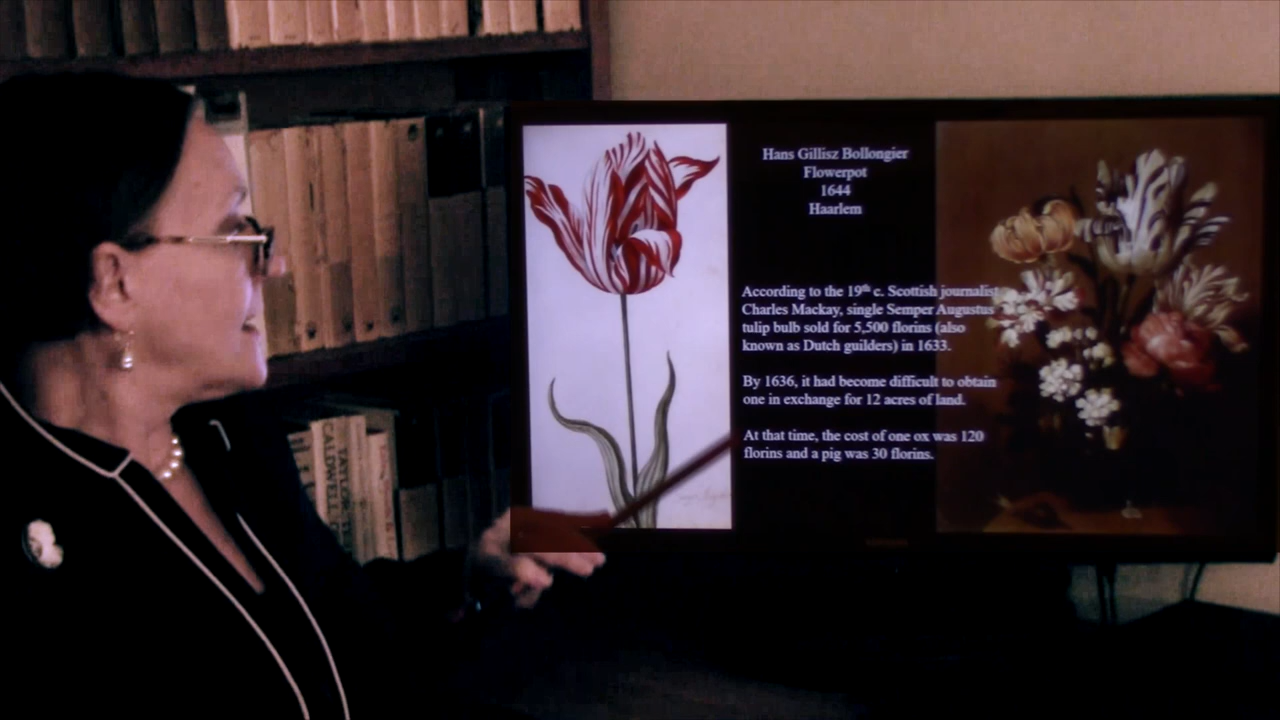 Hans Gillisz Bollongier
Flowerpot
1644
Haarlem
According to the 19th c. Scottish journalist
Charles Mackay, single Semper Augustus
tulip bulb sold for 5,500 florins (also
known as Dutch guilders) in 1633.
By 1636, it had become difficult to obtain
one in exchange for 12 acres of land.
At that time, the cost of one ox was 120
florins and a pig was 30 florins.
TAYLOR
CALDWELL